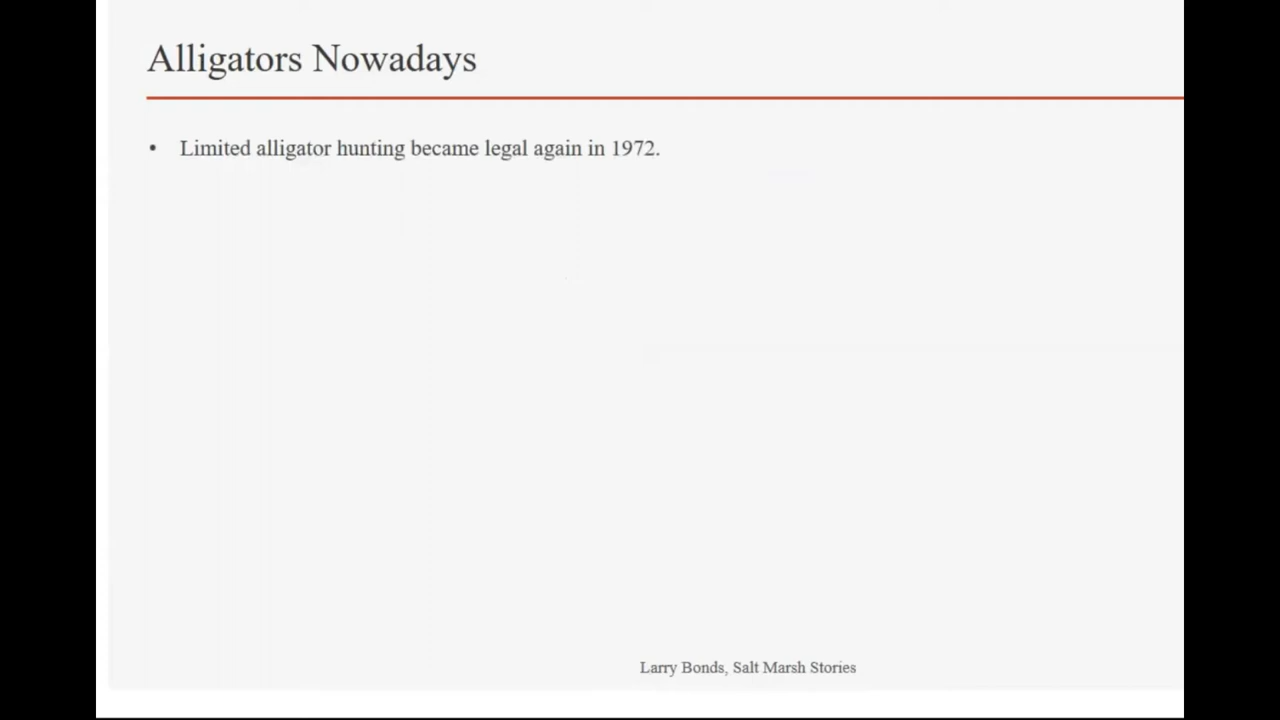 Alligators Nowadays
• Limited alligator hunting became legal again in 1972.
Larry Bonds, Salt Marsh Stories